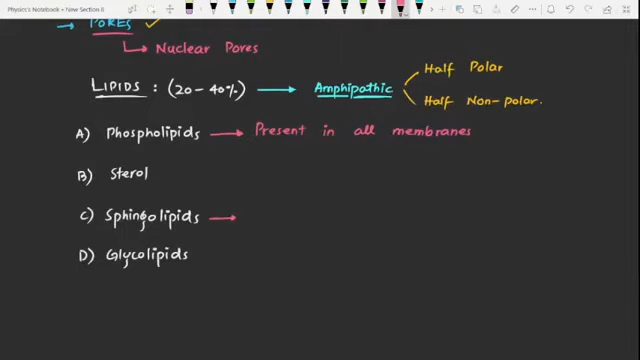 Physics's Notebook » New Section 6
→ PORES ✓
Nuclear Pores
LIPIDS : (20 - 40%) → Amphipathic
Half Polar
Half Non-polar.
A) Phospholipids → Present in all membranes
B) Sterol
C) Sphingolipids →
D) Glycolipids